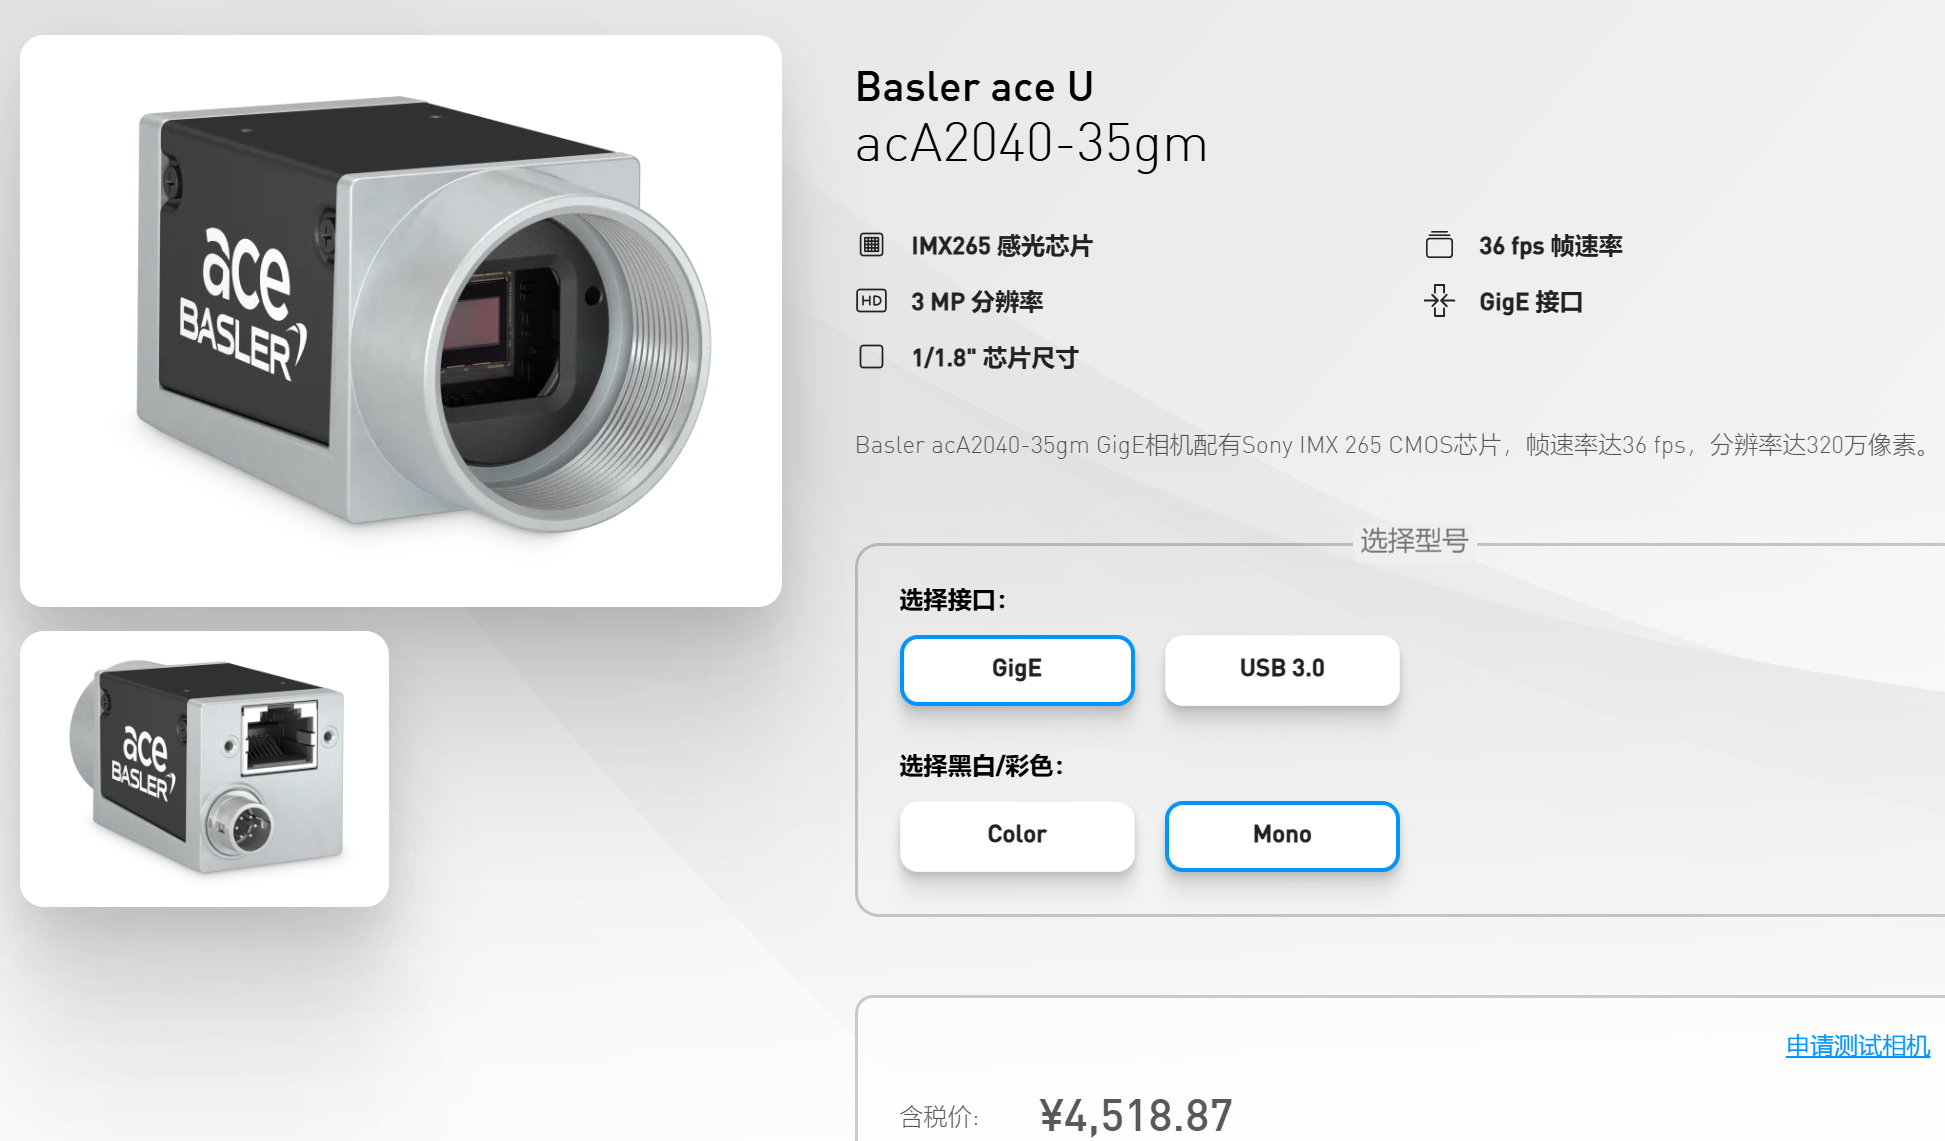 ace
BASLER
ace
BASLER
Basler ace U
acA2040-35gm
IMX265 感光芯片
36 fps 帧速率
HD
3 MP 分辨率
GigE 接口
1/1.8" 芯片尺寸
Basler acA2040-35gm GigE相机配有Sony IMX 265 CMOS芯片，帧速率达36 fps，分辨率达320万像素。
选择型号
选择接口：
GigE
USB 3.0
选择黑白/彩色：
Color
Mono
申请测试相机
含税价:
¥4,518.87